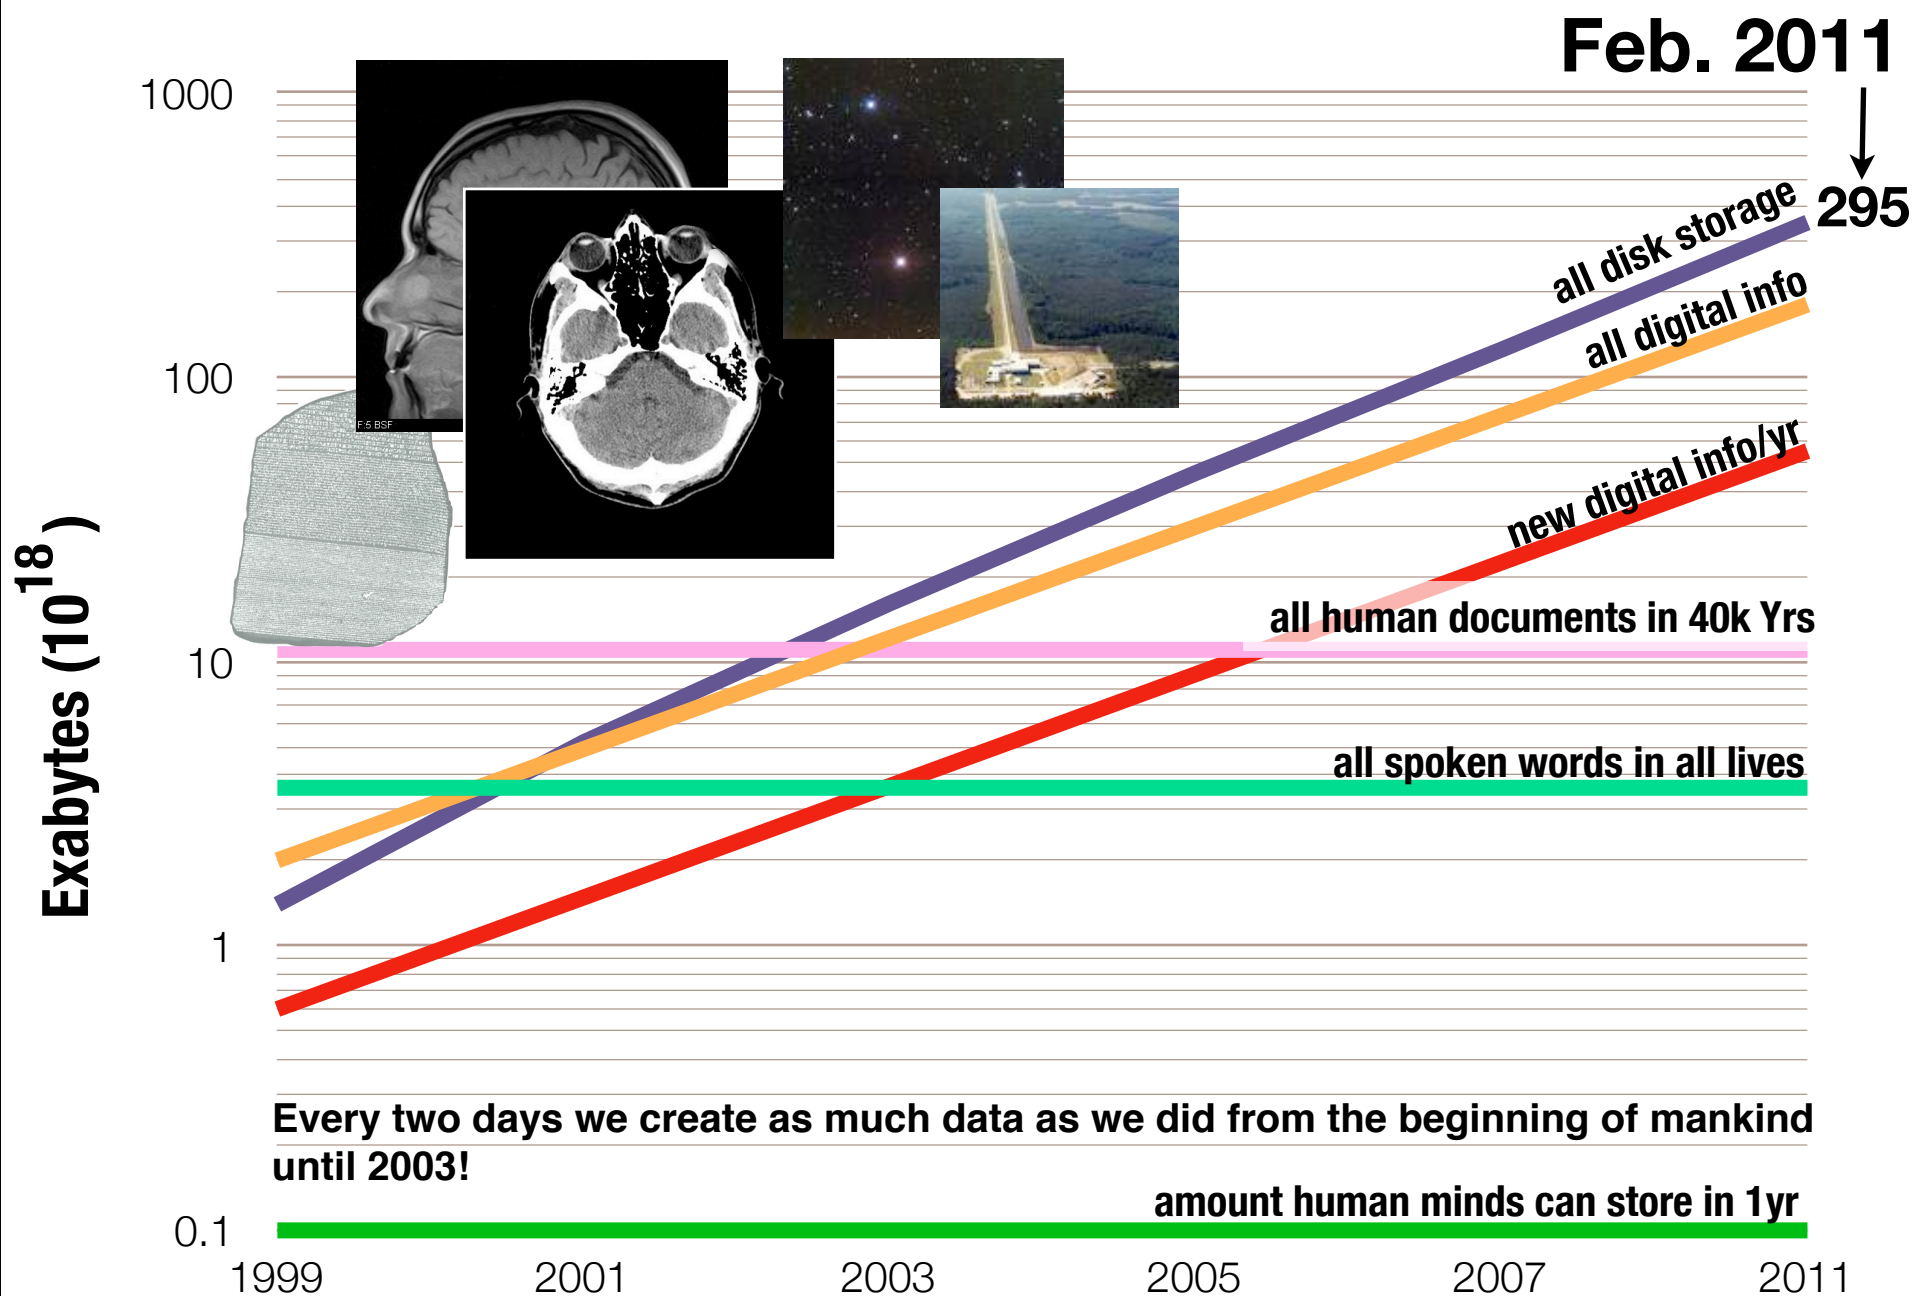 Feb. 2011
295
1000
100
10
1
0.1
Exabytes (10^18)
F:5 BSF
all disk storage
all digital info
new digital info/yr
all human documents in 40k Yrs
all spoken words in all lives
Every two days we create as much data as we did from the beginning of mankind
until 2003!
amount human minds can store in 1yr
1999 2001 2003 2005 2007 2011